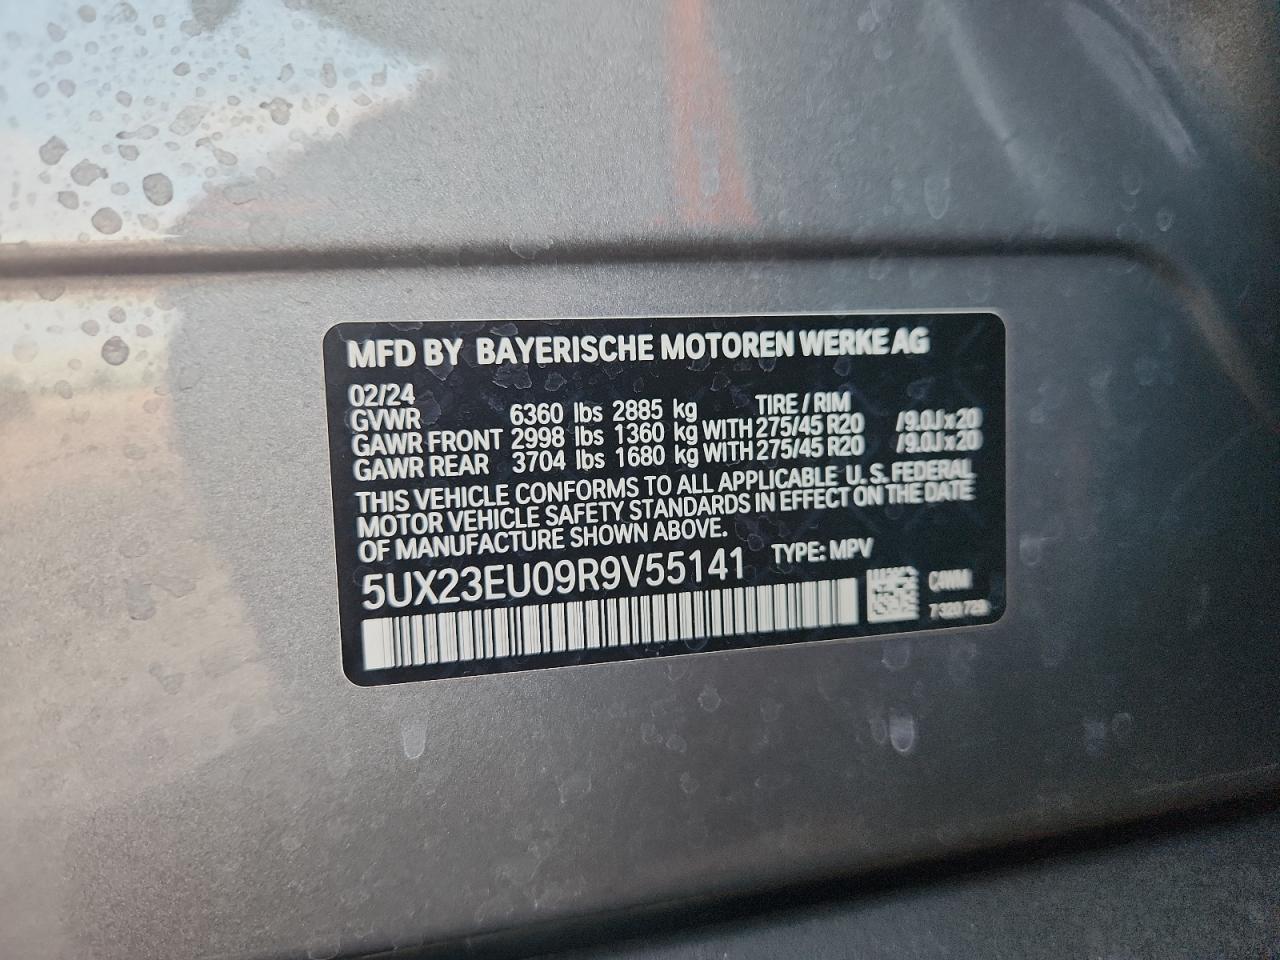 MFD BY BAYERISCHE MOTOREN WERKE AG
02/24 TIRE / RIM
GVWR 6360 lbs 2885 kg
GAWR FRONT 2998 lbs 1360 kg WITH 275/45 R20 /9.0J x 20
GAWR REAR 3704 lbs 1680 kg WITH 275/45 R20 /9.0J x 20
THIS VEHICLE CONFORMS TO ALL APPLICABLE U.S. FEDERAL
MOTOR VEHICLE SAFETY STANDARDS IN EFFECT ON THE DATE
OF MANUFACTURE SHOWN ABOVE.
5UX23EU09R9V55141 TYPE: MPV
C4WM